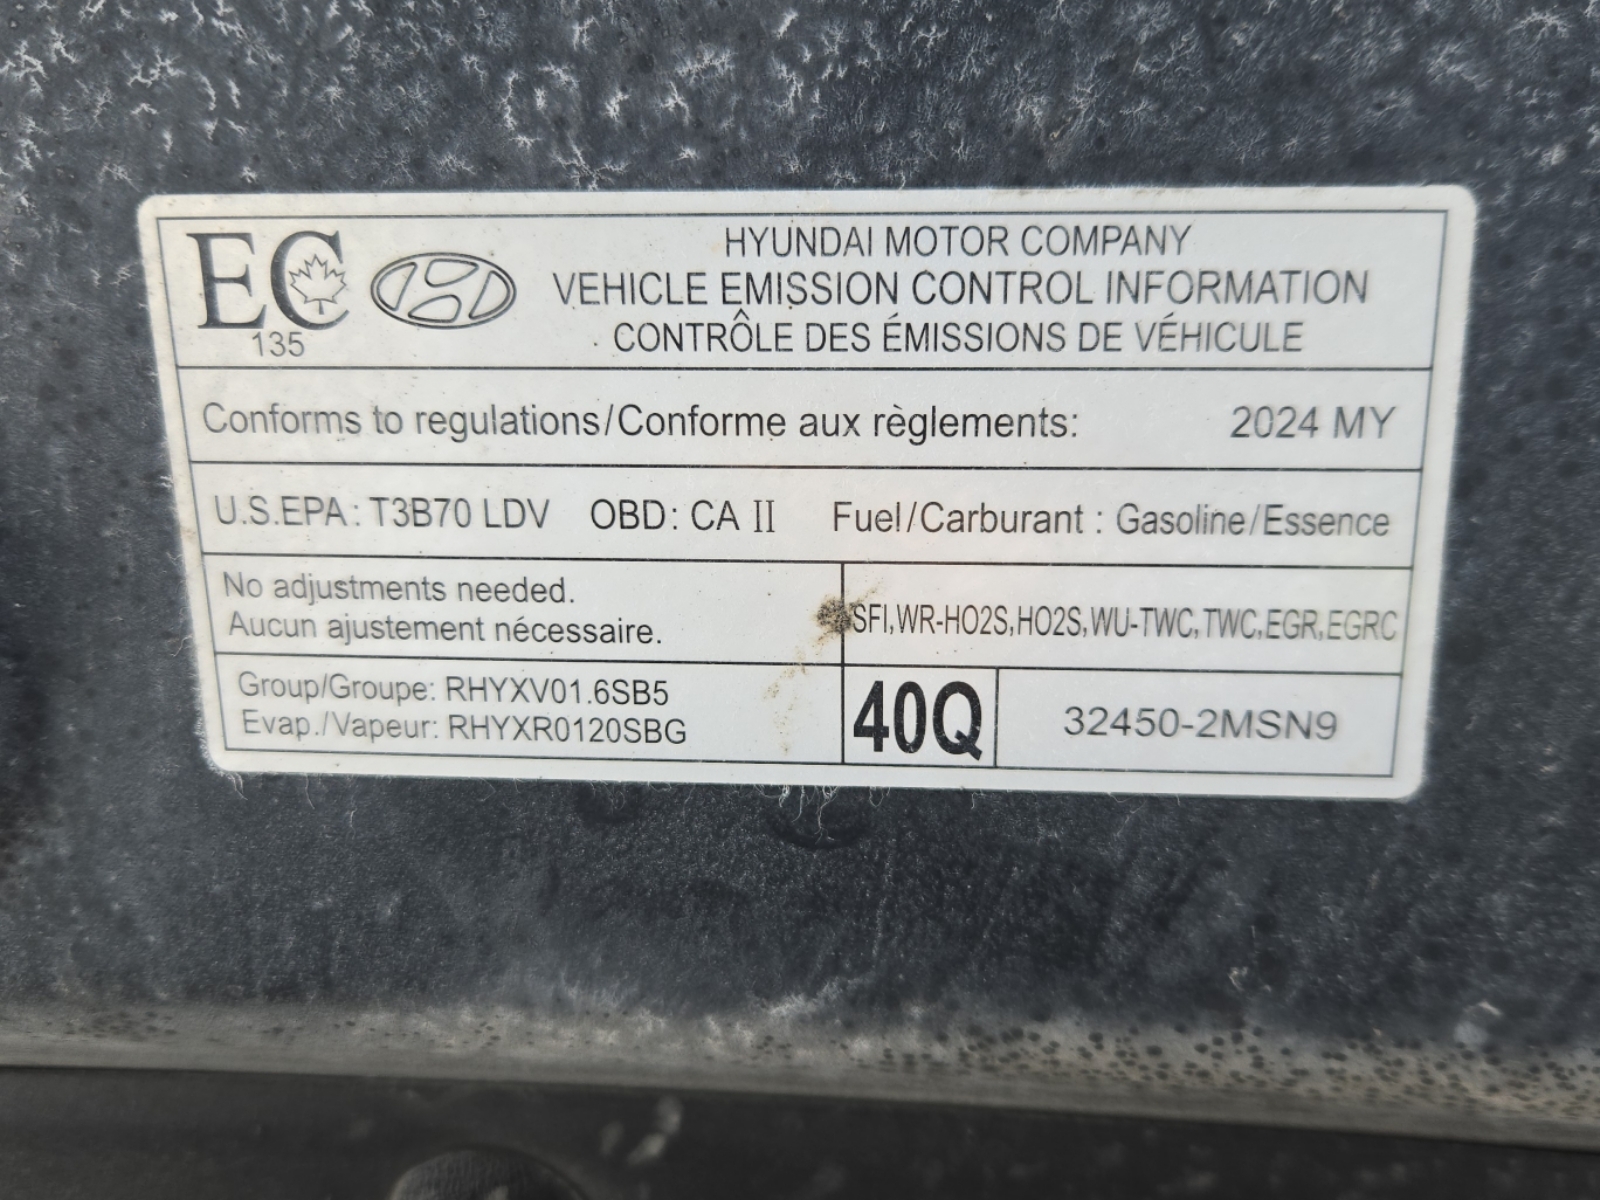 EC
135
HYUNDAI MOTOR COMPANY
VEHICLE EMISSION CONTROL INFORMATION
CONTRÔLE DES ÉMISSIONS DE VÉHICULE
Conforms to regulations/Conforme aux règlements: 2024 MY
U.S.EPA: T3B70 LDV OBD: CA II Fuel/Carburant : Gasoline/Essence
No adjustments needed.
Aucun ajustement nécessaire.
SFI,WR-HO2S,HO2S,WU-TWC,TWC,EGR,EGRC
Group/Groupe: RHYXV01.6SB5
Evap./Vapeur: RHYXR0120SBG
40Q
32450-2MSN9